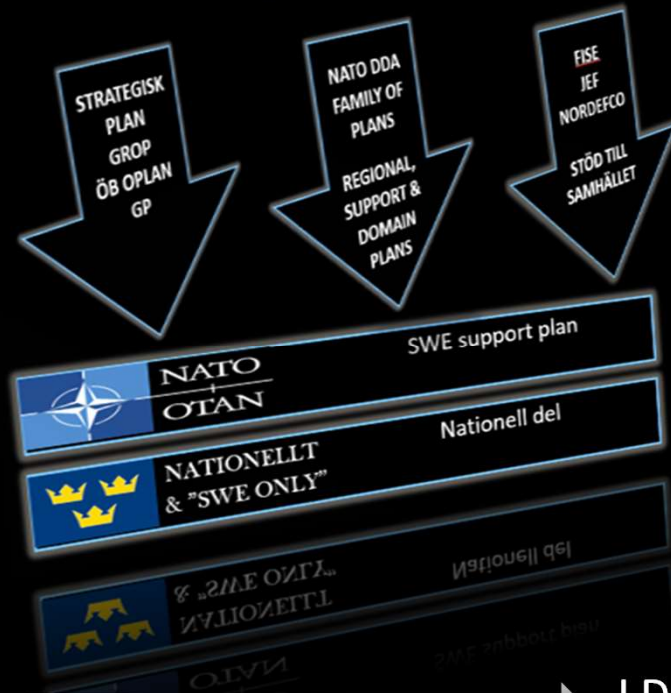 STRATEGISK
PLAN
GROP
ÖB OPLAN
GP
NATO DDA
FAMILY OF
PLANS
REGIONAL,
SUPPORT &
DOMAIN
PLANS
FISE
JEF
NORDEFCO
STÖD TILL
SAMHÄLLET
NATO
OTAN
SWE support plan
NATIONELLT
& ”SWE ONLY”
Nationell del